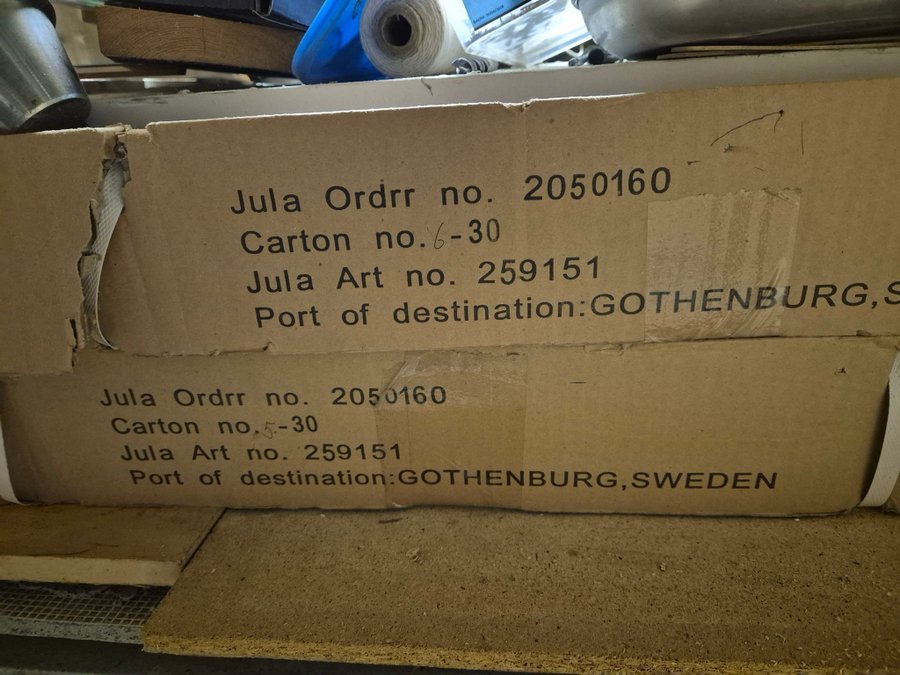 Jula Ordrr no. 2050160
Carton no.6-30
Jula Art no. 259151
Port of destination:GOTHENBURG,S
Jula Ordrr no. 2050160
Carton no.5-30
Jula Art no. 259151
Port of destination:GOTHENBURG,SWEDEN